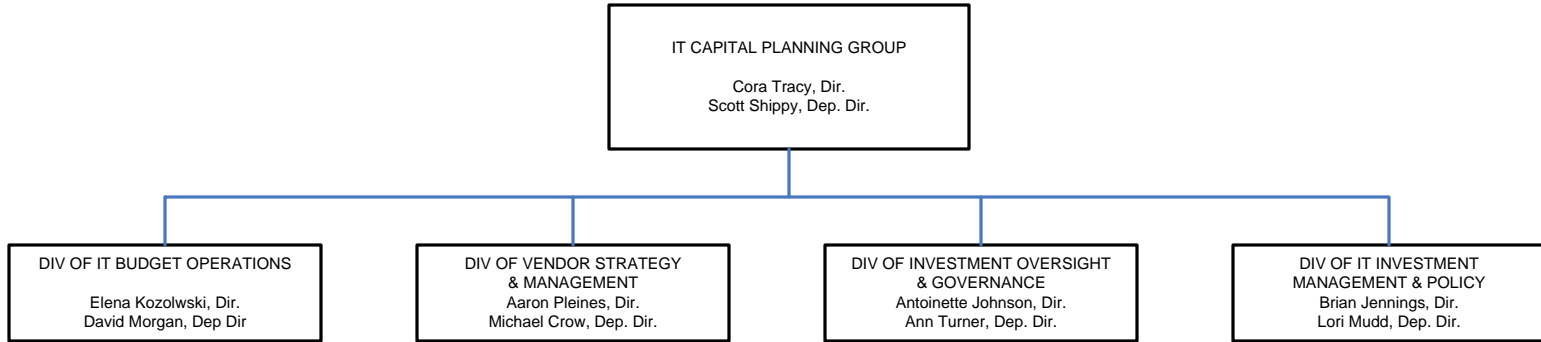 IT CAPITAL PLANNING GROUP
Cora Tracy, Dir.
Scott Shippy, Dep. Dir.
DIV OF IT BUDGET OPERATIONS
Elena Kozolwski, Dir.
David Morgan, Dep Dir
DIV OF VENDOR STRATEGY
& MANAGEMENT
Aaron Pleines, Dir.
Michael Crow, Dep. Dir.
DIV OF INVESTMENT OVERSIGHT
& GOVERNANCE
Antoinette Johnson, Dir.
Ann Turner, Dep. Dir.
DIV OF IT INVESTMENT
MANAGEMENT & POLICY
Brian Jennings, Dir.
Lori Mudd, Dep. Dir.